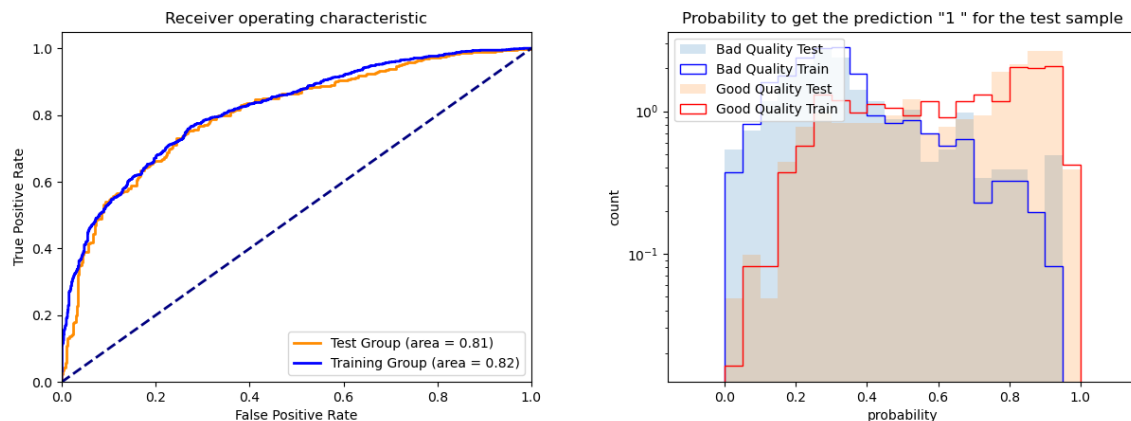 Receiver operating characteristic
True Positive Rate
1.0
0.8
0.6
0.4
0.2
0.0
Test Group (area = 0.81)
Training Group (area = 0.82)
0.0 0.2 0.4 0.6 0.8 1.0
False Positive Rate
Probability to get the prediction "1 " for the test sample
count
10⁰
10⁻¹
Bad Quality Test
Bad Quality Train
Good Quality Test
Good Quality Train
0.0 0.2 0.4 0.6 0.8 1.0
probability